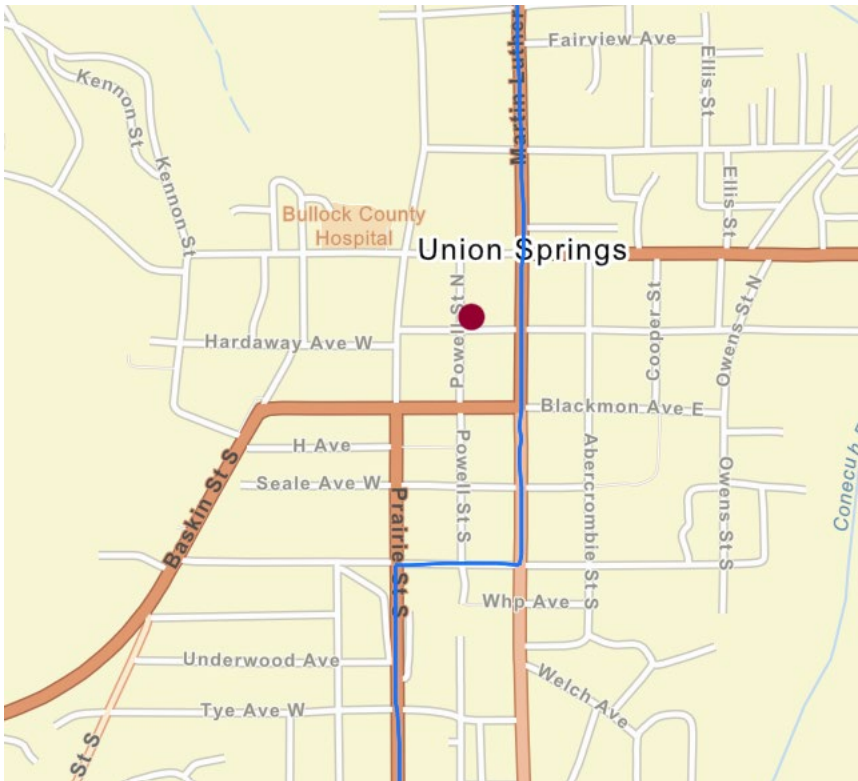 Martin Luther
Fairview Ave
Ellis St
Kennon St
Kennon St
Ellis St
Bullock County
Hospital
Union Springs
Powell St N
Cooper St
Owens St N
Hardaway Ave W
Blackmon Ave E
H Ave
Powell St S
Abercrombie St S
Seale Ave W
Baskin St S
Prairie St S
Owens St S
Conecuh
Whp Ave
Underwood Ave
Welch Ave
Tye Ave W
St S